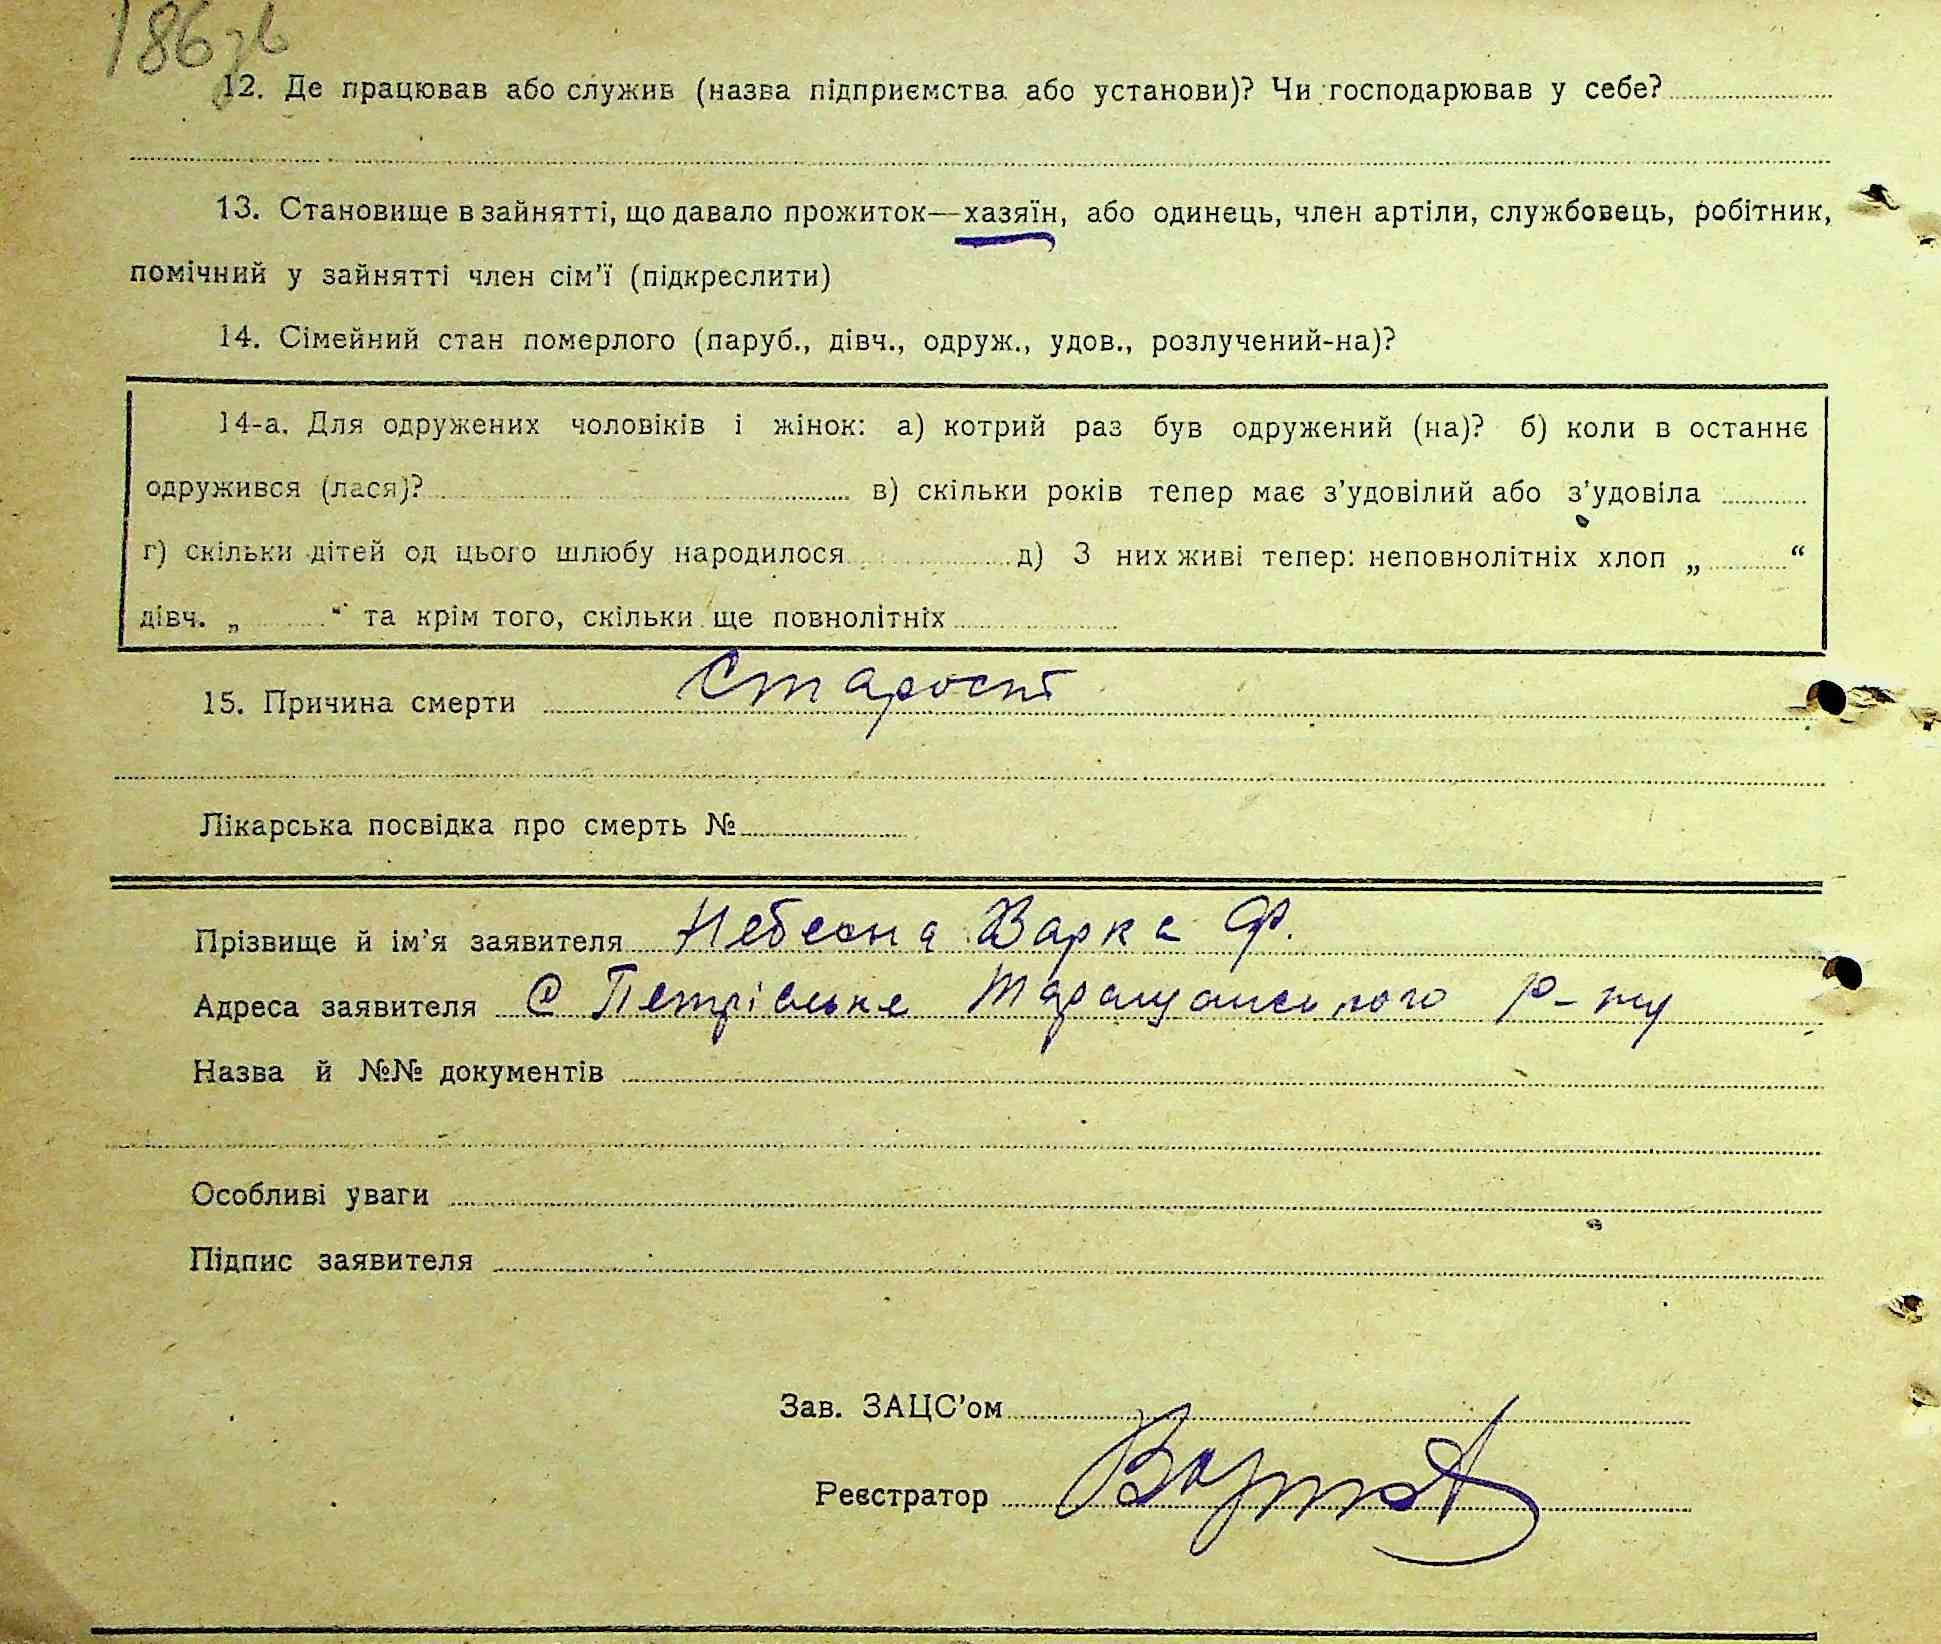 186 зв
12. Де працював або служив (назва підприємства або установи)? Чи господарював у себе?
13. Становище в зайнятті, що давало прожиток—хазяїн, або одинець, член артіли, службовець, робітник,
помічний у зайнятті член сім’ї (підкреслити)
14. Сімейний стан померлого (паруб., дівч., одруж., удов., розлучений-на)?
14-а. Для одружених чоловіків і жінок: а) котрий раз був одружений (на)? б) коли в останнє
одружився (лася)? в) скільки років тепер має з’удовілий або з’удовіла
г) скільки дітей од цього шлюбу народилося д) З них живі тепер: неповнолітніх хлоп „ “
дівч. „ “ та крім того, скільки ще повнолітніх
15. Причина смерти Старост
Лікарська посвідка про смерть №
Прізвище й ім’я заявителя Небесна Варка Ф.
Адреса заявителя С Петрівське Таращанського р-ну
Назва й №№ документів
Особливі уваги
Підпис заявителя
Зав. ЗАЦС’ом
Реєстратор